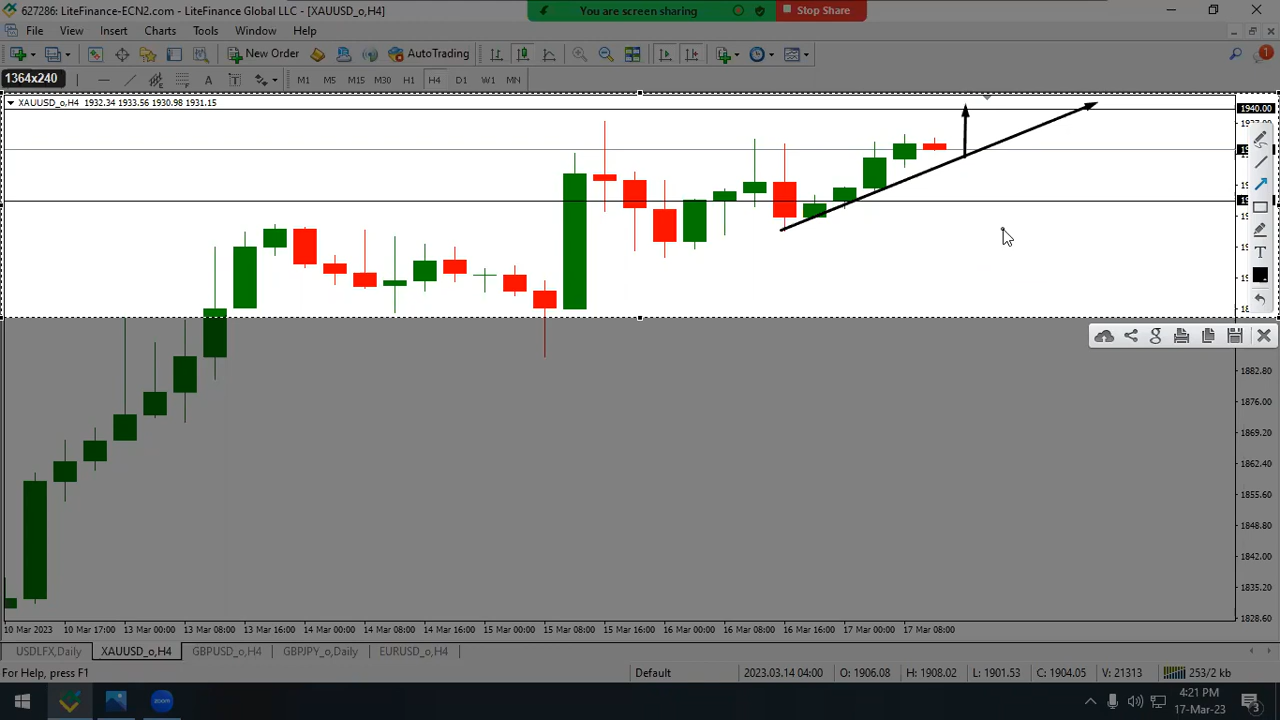 627286: LiteFinance-ECN2.com - LiteFinance Global LLC - [XAUUSD_o,H4]
You are screen sharing
Stop Share
File View Insert Charts Tools Window Help
New Order AutoTrading
1364x240
A T M1 M5 M15 M30 H1 H4 D1 W1 MN
XAUUSD_o,H4 1932.34 1933.56 1930.98 1931.15
1940.00
T
1882.80
1876.00
1869.20
1862.40
1855.60
1848.80
1842.00
1835.20
1828.60
10 Mar 2023 10 Mar 17:00 13 Mar 00:00 13 Mar 08:00 13 Mar 16:00 14 Mar 00:00 14 Mar 08:00 14 Mar 16:00 15 Mar 00:00 15 Mar 08:00 15 Mar 16:00 16 Mar 00:00 16 Mar 08:00 16 Mar 16:00 17 Mar 00:00 17 Mar 08:00
USDLFX,Daily XAUUSD_o,H4 GBPUSD_o,H4 GBPJPY_o,Daily EURUSD_o,H4
For Help, press F1 Default 2023.03.14 04:00 O: 1906.08 H: 1908.02 L: 1901.53 C: 1904.05 V: 21313 253/2 kb
zoom
4:21 PM
17-Mar-23
3